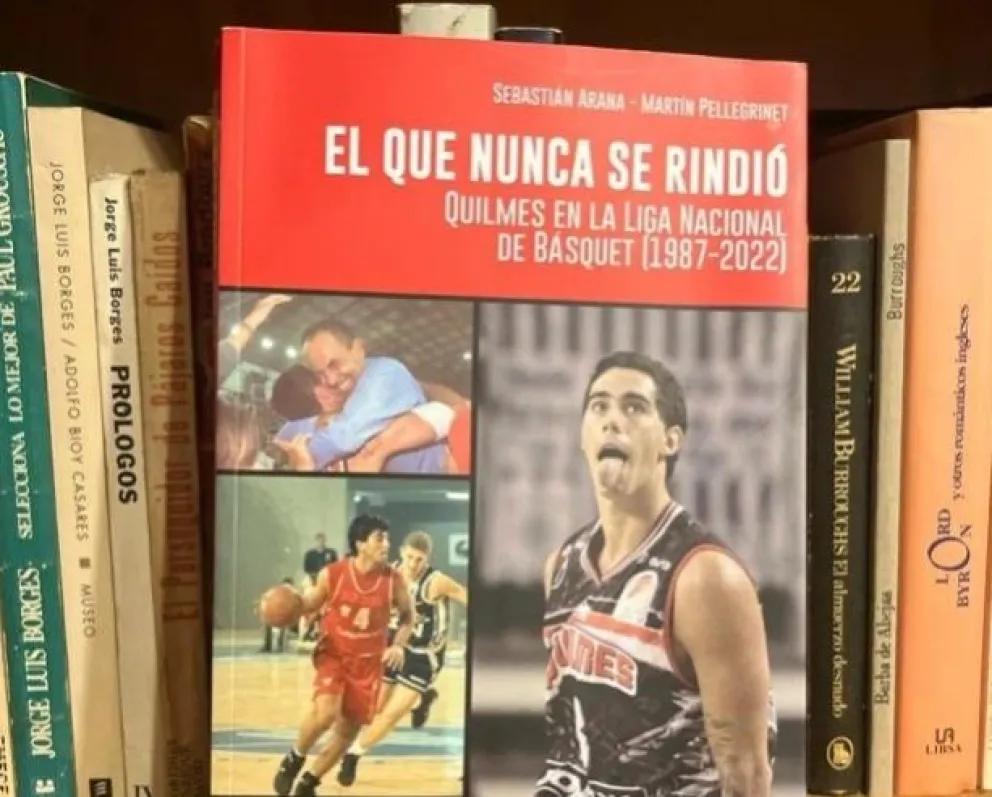 SEBASTIÁN ARANA - MARTÍN PELLEGRINET
EL QUE NUNCA SE RINDIÓ
QUILMES EN LA LIGA NACIONAL
DE BÁSQUET (1987-2022)
14
JORGE LUIS BORGES SELECCIONA LO MEJOR DE PAUL GROUSSAC
JORGE LUIS BORGES / ADOLFO BIOY CASARES ■ MUSEO
Jorge Luis Borges PROLOGOS
El Perseguidor de Pájaros Caídos
22
WILLIAM BURROUGHS El almuerzo desnudo
Burroughs
Barba de Abejas
LORD BYRON
y otros románticos ingleses
LIBSA